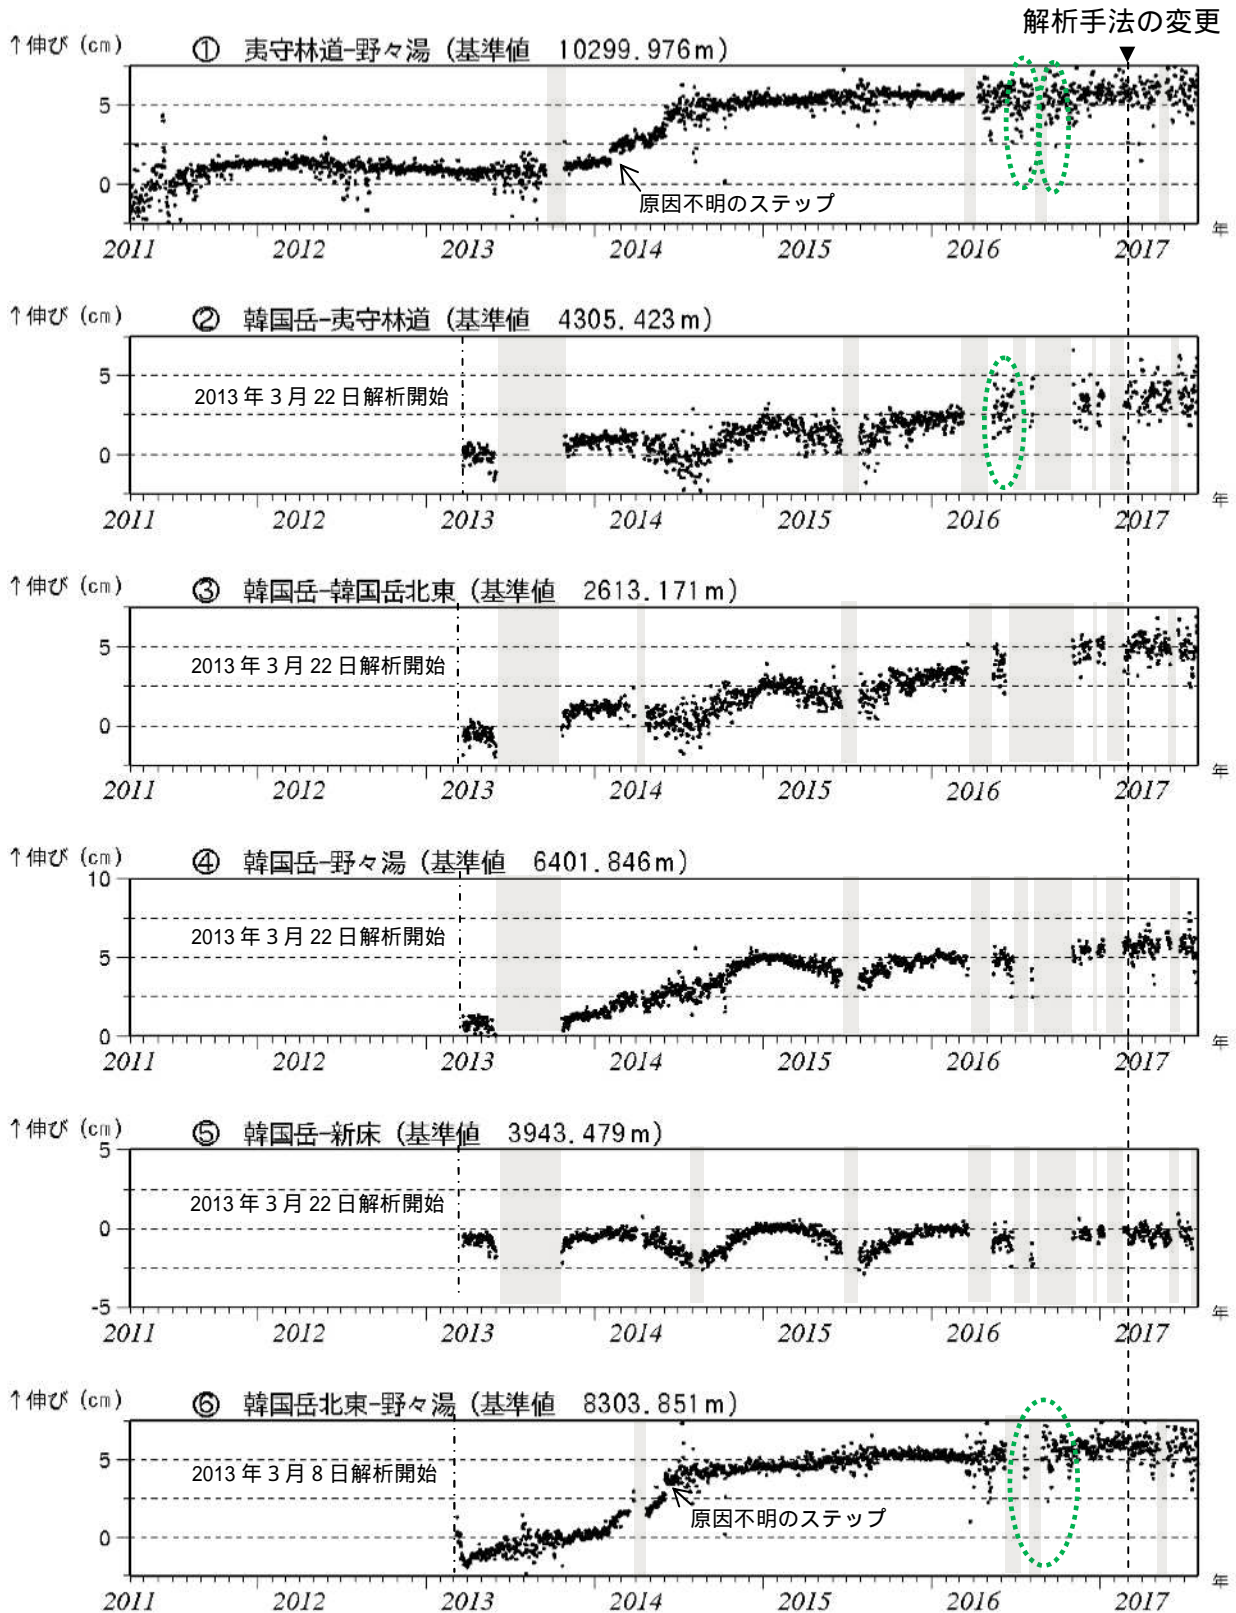 解析手法の変更
↑伸び (cm) ① 夷守林道-野々湯 (基準値 10299.976m)
5
0
原因不明のステップ
2011 2012 2013 2014 2015 2016 2017 年
↑伸び (cm) ② 韓国岳-夷守林道 (基準値 4305.423m)
5
2013年3月22日解析開始
0
2011 2012 2013 2014 2015 2016 2017 年
↑伸び (cm) ③ 韓国岳-韓国岳北東 (基準値 2613.171m)
5
2013年3月22日解析開始
0
2011 2012 2013 2014 2015 2016 2017 年
↑伸び (cm) ④ 韓国岳-野々湯 (基準値 6401.846m)
10
2013年3月22日解析開始
5
0
2011 2012 2013 2014 2015 2016 2017 年
↑伸び (cm) ⑤ 韓国岳-新床 (基準値 3943.479m)
5
2013年3月22日解析開始
0
-5
2011 2012 2013 2014 2015 2016 2017 年
↑伸び (cm) ⑥ 韓国岳北東-野々湯 (基準値 8303.851m)
5
2013年3月8日解析開始
原因不明のステップ
0
2011 2012 2013 2014 2015 2016 2017 年